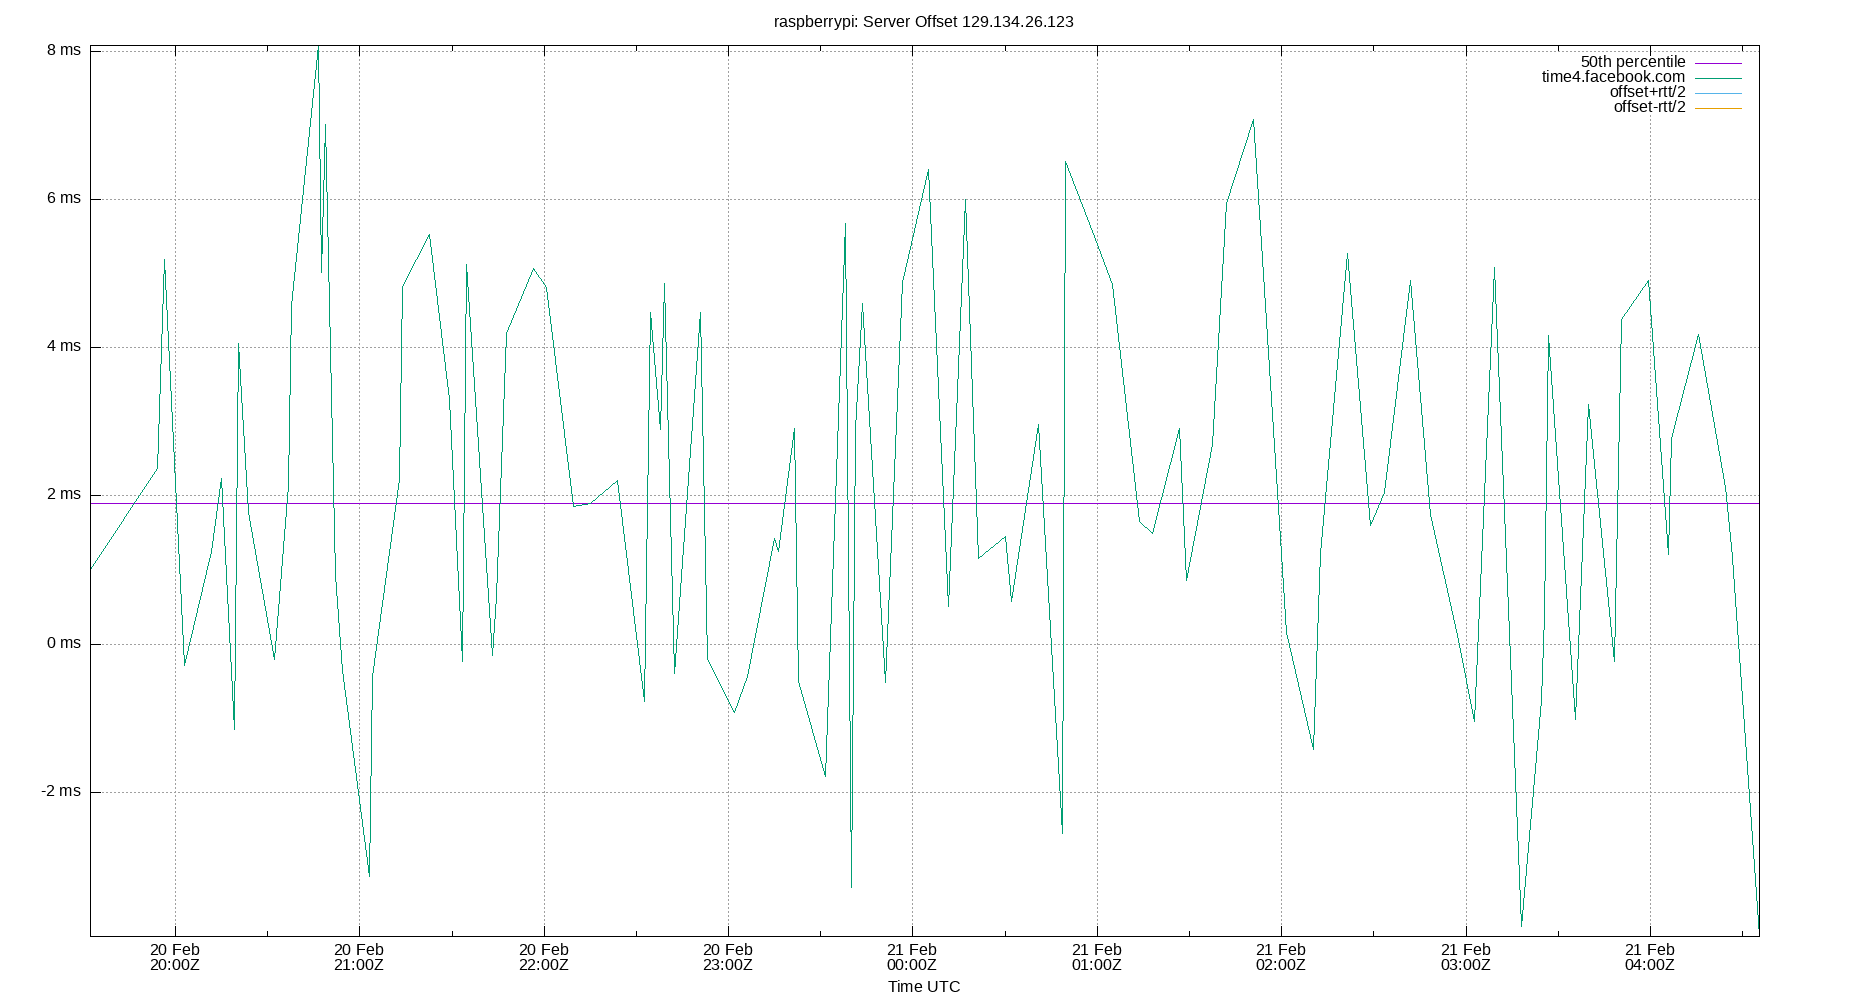 raspberrypi: Server Offset 129.134.26.123
8 ms
6 ms
4 ms
2 ms
0 ms
-2 ms
50th percentile
time4.facebook.com
offset+rtt/2
offset-rtt/2
20 Feb 20 Feb 20 Feb 20 Feb 21 Feb 21 Feb 21 Feb 21 Feb 21 Feb
20:00Z 21:00Z 22:00Z 23:00Z 00:00Z 01:00Z 02:00Z 03:00Z 04:00Z
Time UTC